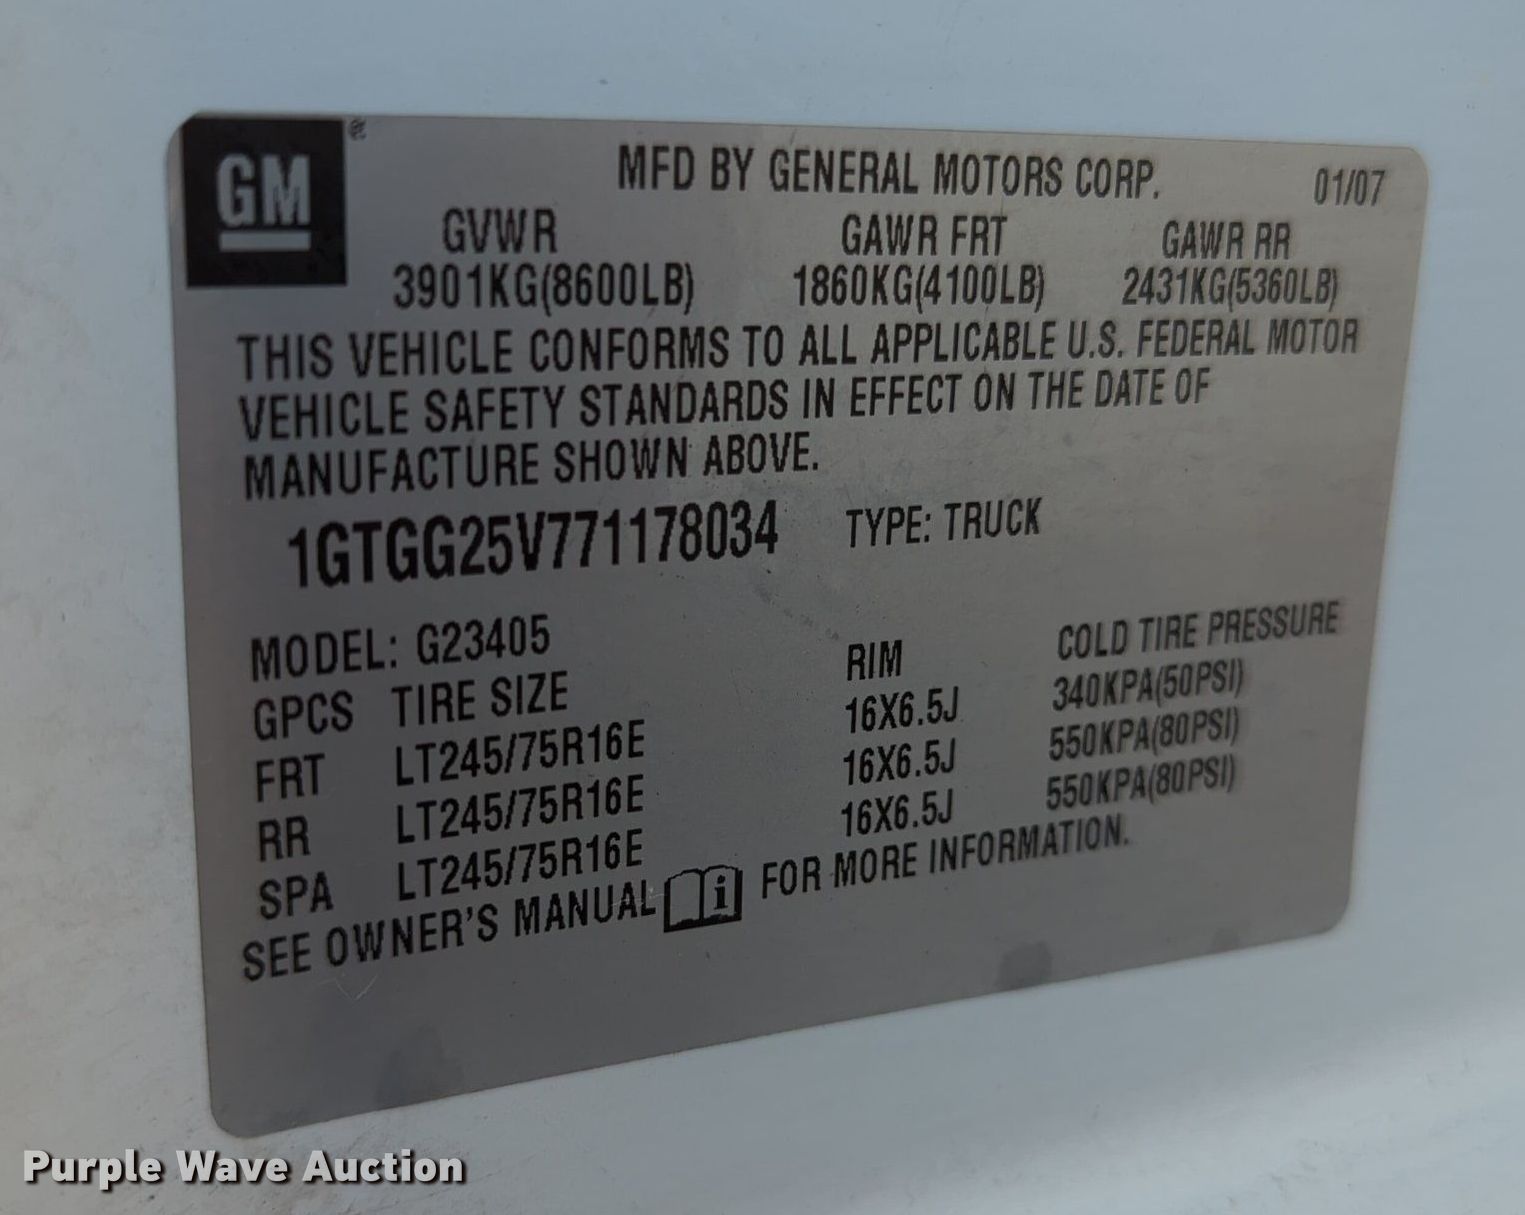 GM ®
MFD BY GENERAL MOTORS CORP. 01/07
GVWR GAWR FRT GAWR RR
3901KG(8600LB) 1860KG(4100LB) 2431KG(5360LB)
THIS VEHICLE CONFORMS TO ALL APPLICABLE U.S. FEDERAL MOTOR
VEHICLE SAFETY STANDARDS IN EFFECT ON THE DATE OF
MANUFACTURE SHOWN ABOVE.
1GTGG25V771178034 TYPE: TRUCK
MODEL: G23405
GPCS TIRE SIZE RIM COLD TIRE PRESSURE
FRT LT245/75R16E 16X6.5J 340KPA(50PSI)
RR LT245/75R16E 16X6.5J 550KPA(80PSI)
SPA LT245/75R16E 16X6.5J 550KPA(80PSI)
SEE OWNER'S MANUAL i FOR MORE INFORMATION.
Purple Wave Auction